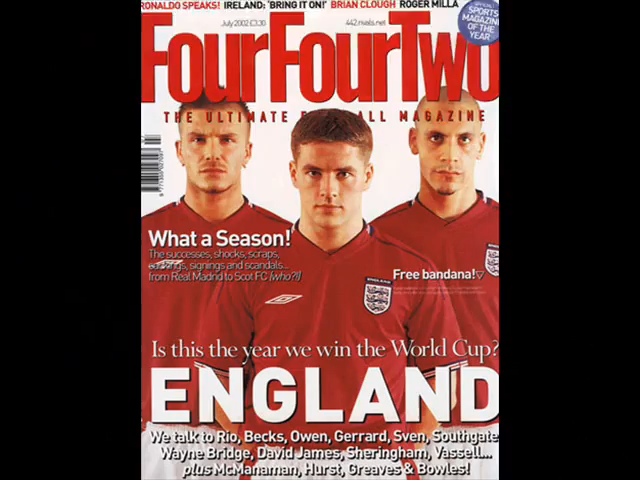 RONALDO SPEAKS! IRELAND: 'BRING IT ON!' BRIAN CLOUGH ROGER MILLA
July 2002 £3.30
442.rivals.net
SPORTS
MAGAZINE
OF THE
YEAR
FourFourTwo
THE ULTIMATE F ALL MAGAZINE
What a Season!
The successes, shocks, scraps,
signings and scandals...
from Real Madrid to Scot FC (who?!)
Free bandana!
ENGLAND
Is this the year we win the World Cup?
ENGLAND
We talk to Rio, Becks, Owen, Gerrard, Sven, Southgate
Wayne Bridge, David James, Sheringham, Vassell...
plus McManaman, Hurst, Greaves & Bowles!